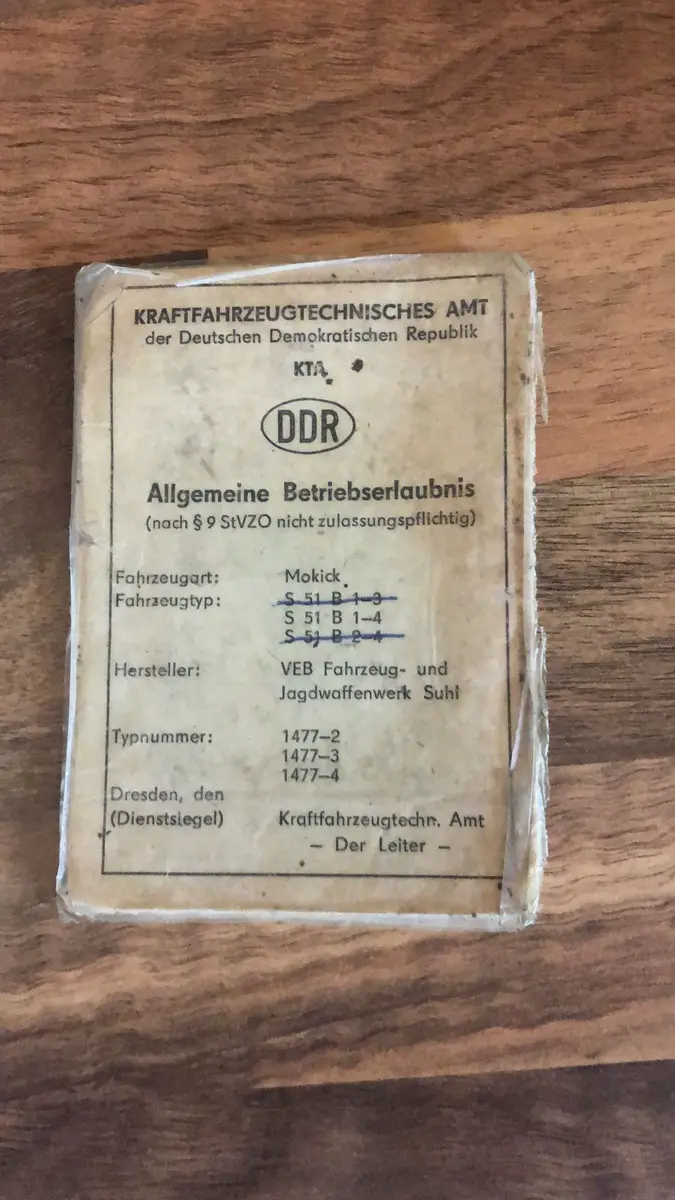 KRAFTFAHRZEUGTECHNISCHES AMT
der Deutschen Demokratischen Republik
KTA
DDR
Allgemeine Betriebserlaubnis
(nach § 9 StVZO nicht zulassungspflichtig)
Fahrzeugart: Mokick
Fahrzeugtyp: S 51 B 1–3
S 51 B 1–4
S 51 B 2–4
Hersteller: VEB Fahrzeug- und
Jagdwaffenwerk Suhl
Typnummer: 1477–2
1477–3
1477–4
Dresden, den
(Dienstsiegel) Kraftfahrzeugtechn. Amt
– Der Leiter –